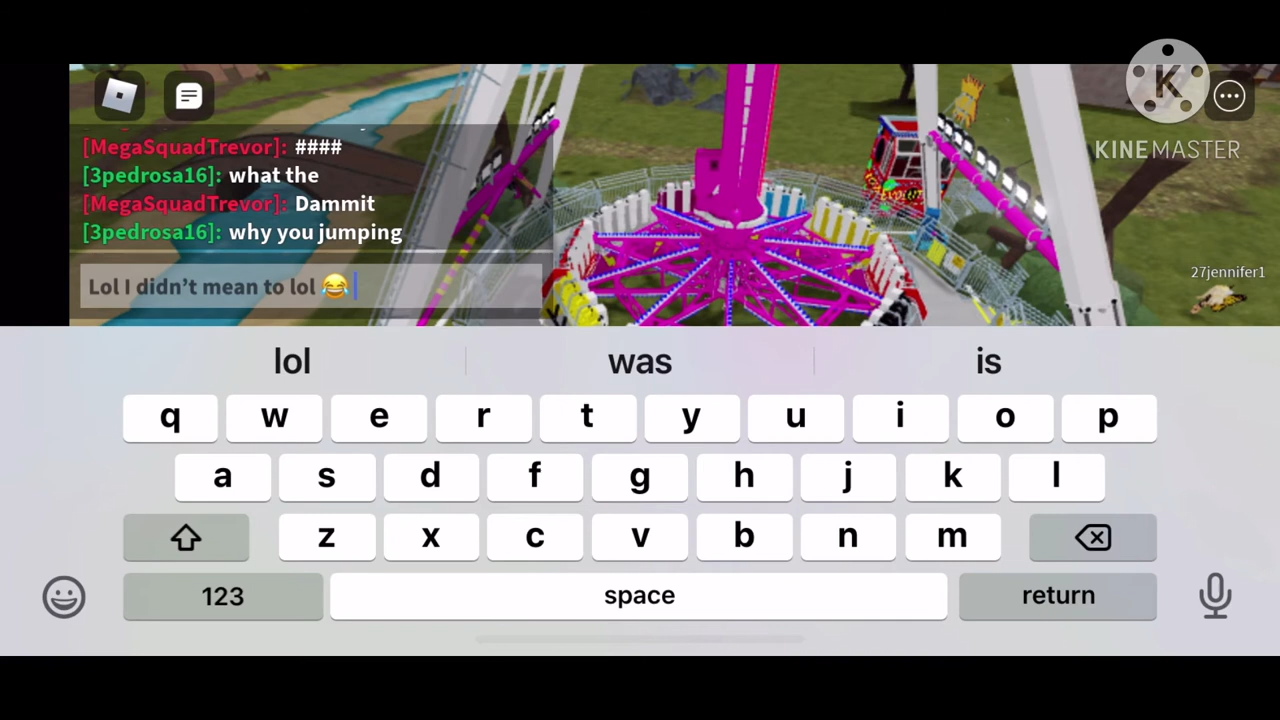 K
KINEMASTER
[MegaSquadTrevor]: ####
[3pedrosa16]: what the
[MegaSquadTrevor]: Dammit
[3pedrosa16]: why you jumping
Lol I didn’t mean to lol 😂
27jennifer1
lol was is
q w e r t y u i o p
a s d f g h j k l
z x c v b n m
123 space return